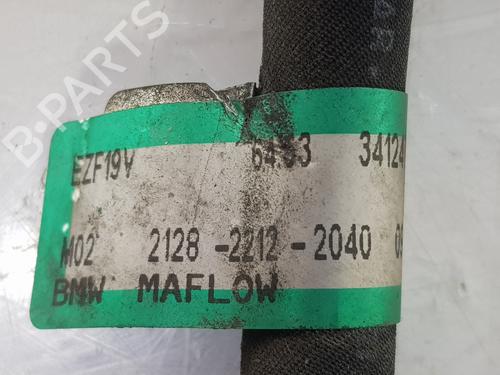 B-PARTS
EZF19V 6453 34124
M02 2128-2212-2040
BMW MAFLOW